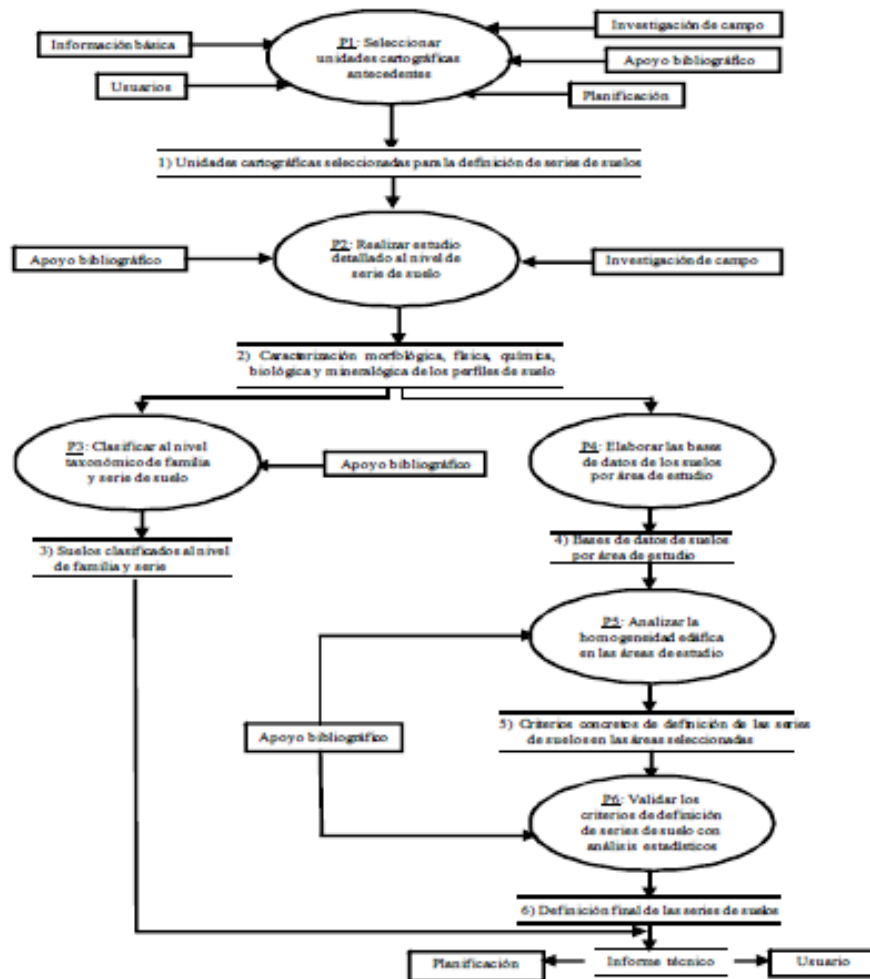 Información básica
Usuarios
P1: Seleccionar
unidades cartográficas
antecedentes
Investigación de campo
Apoyo bibliográfico
Planificación
1) Unidades cartográficas seleccionadas para la definición de series de suelos
Apoyo bibliográfico
P2: Realizar estudio
detallado al nivel de
serie de suelo
Investigación de campo
2) Caracterización morfológica, física, química,
biológica y mineralógica de los perfiles de suelo
P3: Clasificar al nivel
taxonómico de familia
y serie de suelo
Apoyo bibliográfico
P4: Elaborar las bases
de datos de los suelos
por área de estudio
3) Suelos clasificados al nivel
de familia y serie
4) Bases de datos de suelos
por área de estudio
P5: Analizar la
homogeneidad edáfica
en las áreas de estudio
Apoyo bibliográfico
5) Criterios concretos de definición de las series
de suelos en las áreas seleccionadas
P6: Validar los
criterios de definición
de series de suelo con
análisis estadísticos
6) Definición final de las series de suelos
Planificación
Informe técnico
Usuario